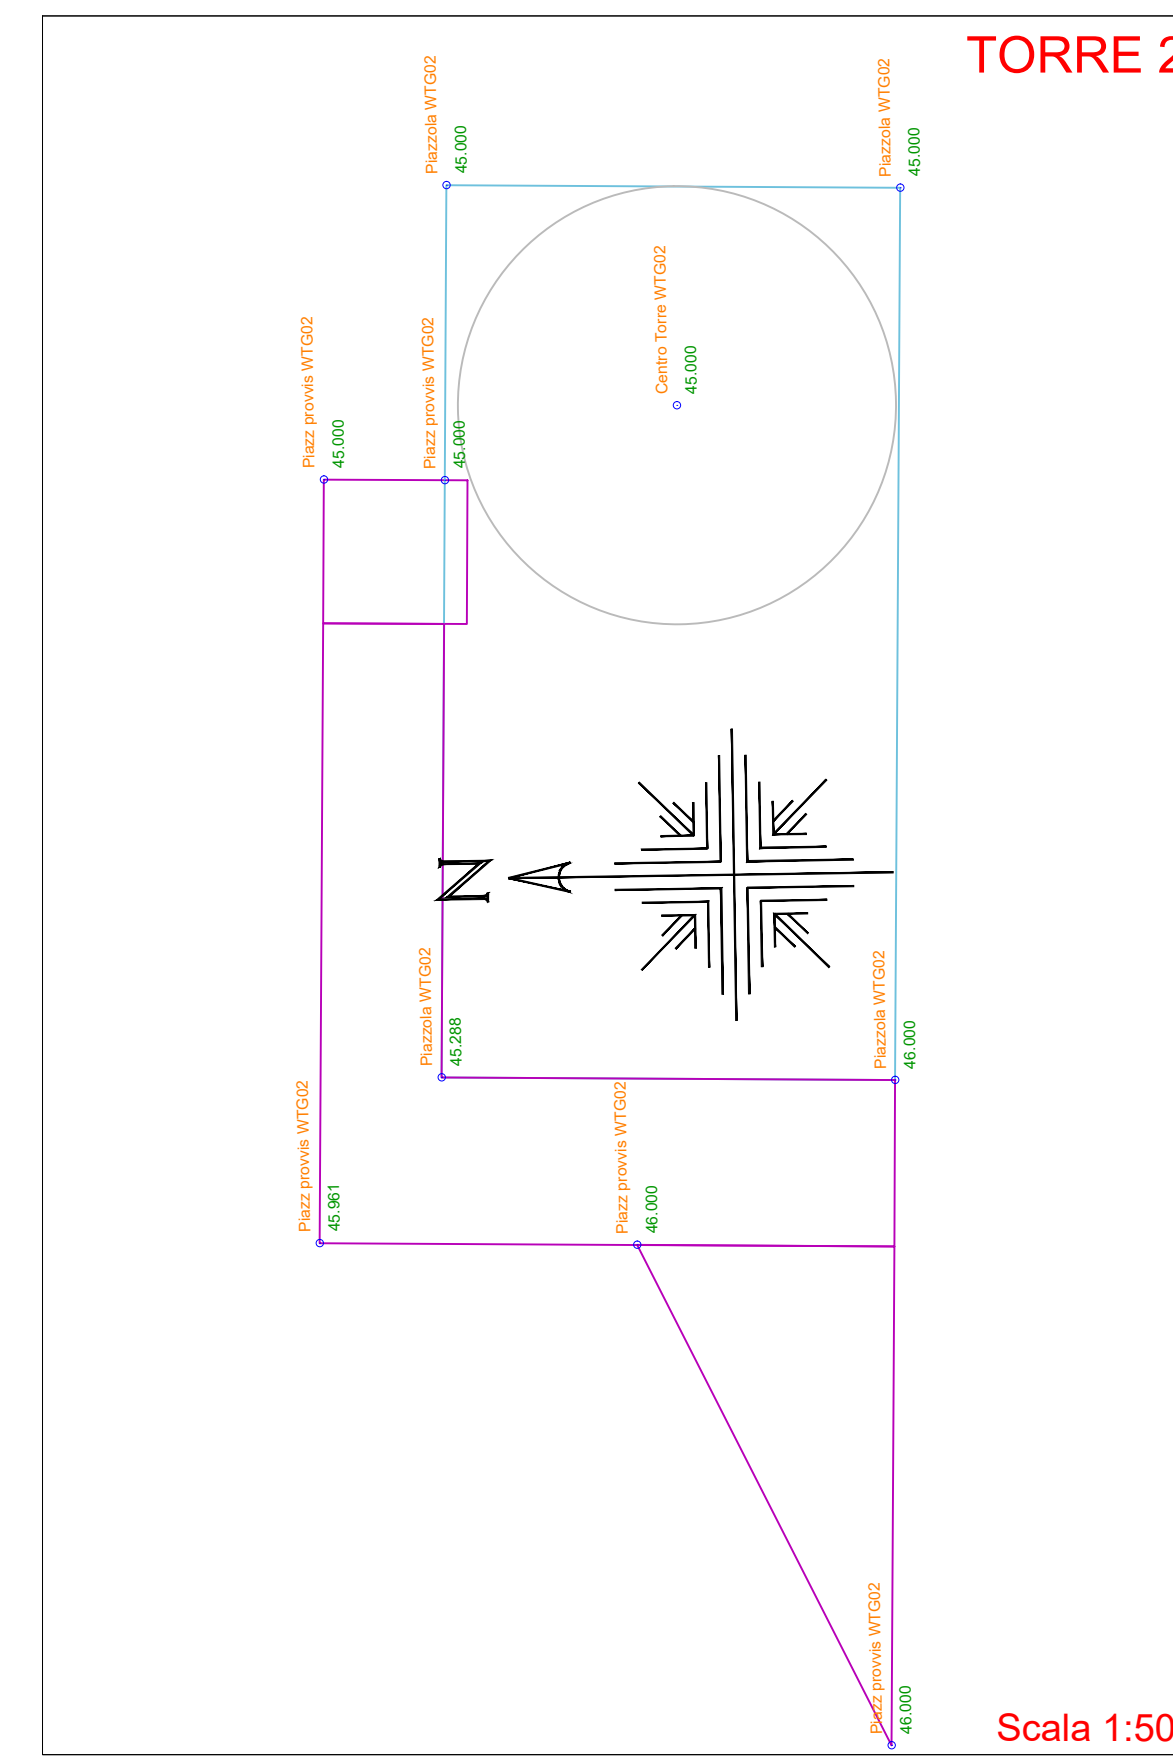 TORRE 2
Piazzola WTG02
45.000
Piazzola WTG02
45.000
Centro Torre WTG02
45.000
Piazz provvis WTG02
45.000
Piazz provvis WTG02
45.000
N
Piazzola WTG02
45.288
Piazzola WTG02
46.000
Piazz provvis WTG02
45.961
Piazz provvis WTG02
46.000
Piazz provvis WTG02
46.000
Scala 1:50